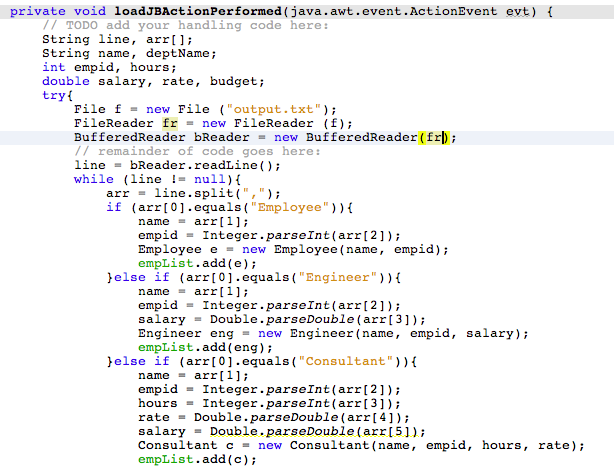 private void loadJBActionPerformed(java.awt.event.ActionEvent evt) {
// TODO add your handling code here:
String line, arr[];
String name, deptName;
int empid, hours;
double salary, rate, budget;
try{
File f = new File ("output.txt");
FileReader fr = new FileReader (f);
BufferedReader bReader = new BufferedReader(fr);
// remainder of code goes here:
line = bReader.readLine();
while (line != null){
arr = line.split(",");
if (arr[0].equals("Employee")){
name = arr[1];
empid = Integer.parseInt(arr[2]);
Employee e = new Employee(name, empid);
empList.add(e);
}else if (arr[0].equals("Engineer")){
name = arr[1];
empid = Integer.parseInt(arr[2]);
salary = Double.parseDouble(arr[3]);
Engineer eng = new Engineer(name, empid, salary);
empList.add(eng);
}else if (arr[0].equals("Consultant")){
name = arr[1];
empid = Integer.parseInt(arr[2]);
hours = Integer.parseInt(arr[3]);
rate = Double.parseDouble(arr[4]);
salary = Double.parseDouble(arr[5]);
Consultant c = new Consultant(name, empid, hours, rate);
empList.add(c);